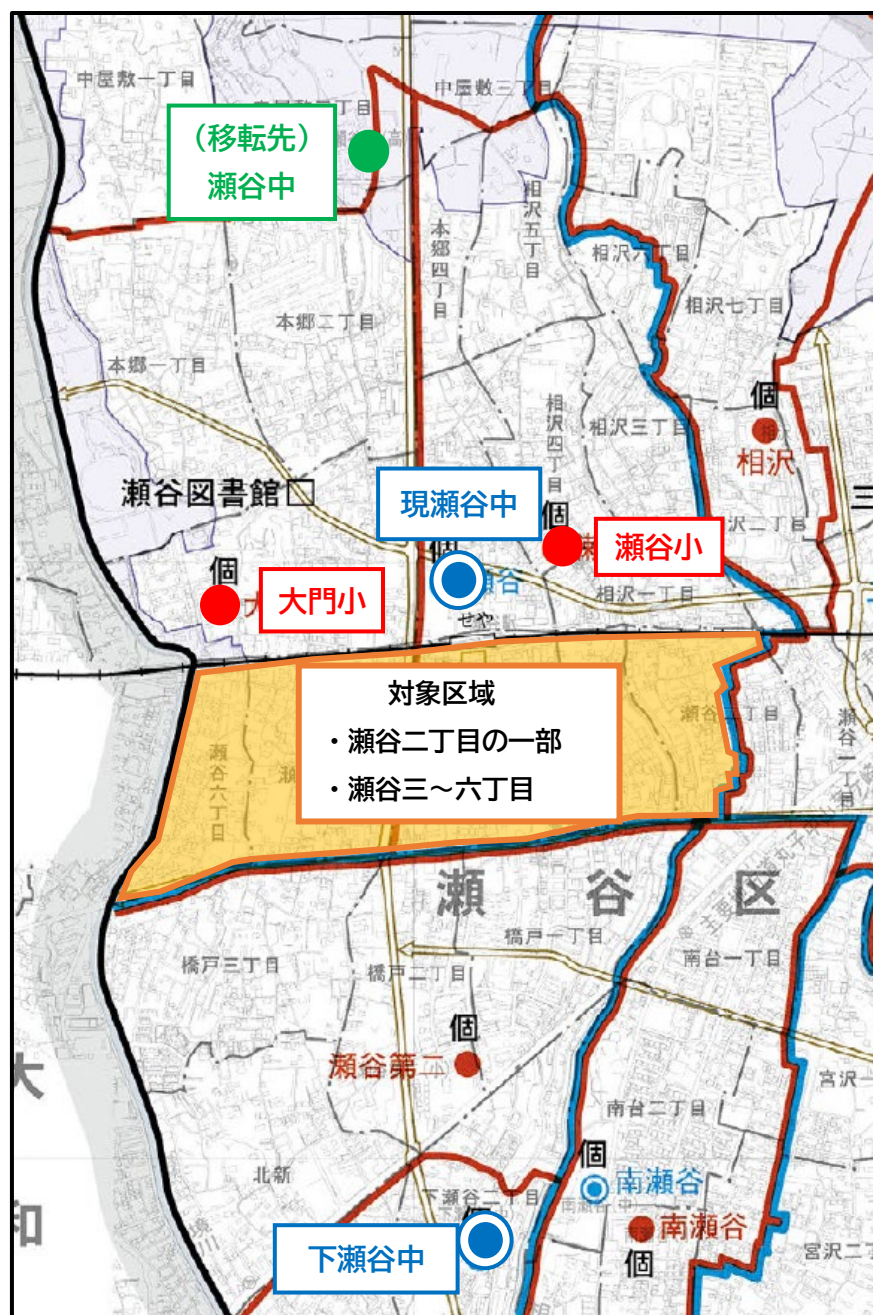 中屋敷一丁目
中屋敷三丁目
(移転先)
瀬谷中
相沢五丁目
本郷四丁目
相沢六丁目
相沢七丁目
本郷二丁目
本郷一丁目
相沢四丁目
相沢三丁目
個
相沢
瀬谷図書館
現瀬谷中
個
瀬谷小
個
大門小
相沢一丁目
せや
対象区域
・瀬谷二丁目の一部
・瀬谷三~六丁目
瀬谷六丁目
瀬谷一丁目
瀬谷区
橋戸一丁目
橋戸三丁目
橋戸二丁目
南台一丁目
個
瀬谷第二
大
和
南台二丁目
北新
下瀬谷二丁目
個
南瀬谷
下瀬谷中
南瀬谷
個